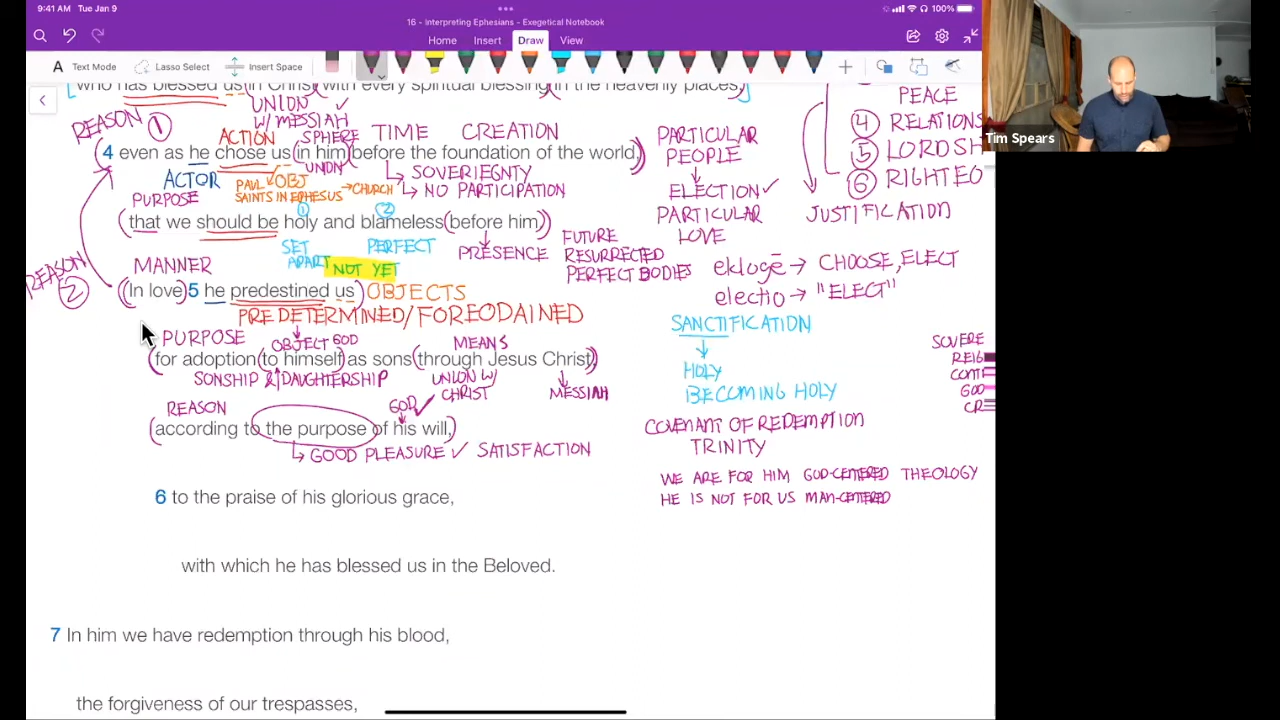 9:41 AM Tue Jan 9
100%
16 - Interpreting Ephesians - Exegetical Notebook
Home Insert Draw View
Text Mode Lasso Select Insert Space
who has blessed us in Christ with every spiritual blessing in the heavenly places,
Tim Spears
UNION
W/ MESSIAH
PEACE
④ RELATIONS
⑤ LORDSH
⑥ RIGHTEO
REASON ①
ACTION SPHERE TIME CREATION
PARTICULAR
PEOPLE
(4 even as he chose us (in him) before the foundation of the world,)
UNION
ACTOR
PAUL OBJ
SAINTS IN EPHESUS → CHURCH
SOVERIEGNTY
NO PARTICIPATION
ELECTION ✓
PARTICULAR
LOVE
JUSTIFICATION
PURPOSE
① ②
(that we should be holy and blameless (before him,))
SET
APART
PERFECT
NOT YET
PRESENCE
FUTURE
RESURRECTED
PERFECT BODIES
eklogē → CHOOSE, ELECT
electio → "ELECT"
REASON
②
MANNER
((In love) 5 he predestined us) OBJECTS
PREDETERMINED/FOREODAINED
SANCTIFICATION
HOLY
BECOMING HOLY
PURPOSE
OBJECT GOD
MEANS
(for adoption (to himself) as sons (through Jesus Christ,)
SONSHIP & DAUGHTERSHIP
UNION W/
CHRIST
MESSIAH
SOVERE
REIG
CONT
GOD
CR
REASON
GOD
(according to the purpose of his will,)
GOOD PLEASURE ✓ SATISFACTION
COVENANT OF REDEMPTION
TRINITY
WE ARE FOR HIM GOD-CENTERED THEOLOGY
HE IS NOT FOR US MAN-CENTERED
6 to the praise of his glorious grace,
with which he has blessed us in the Beloved.
7 In him we have redemption through his blood,
the forgiveness of our trespasses,